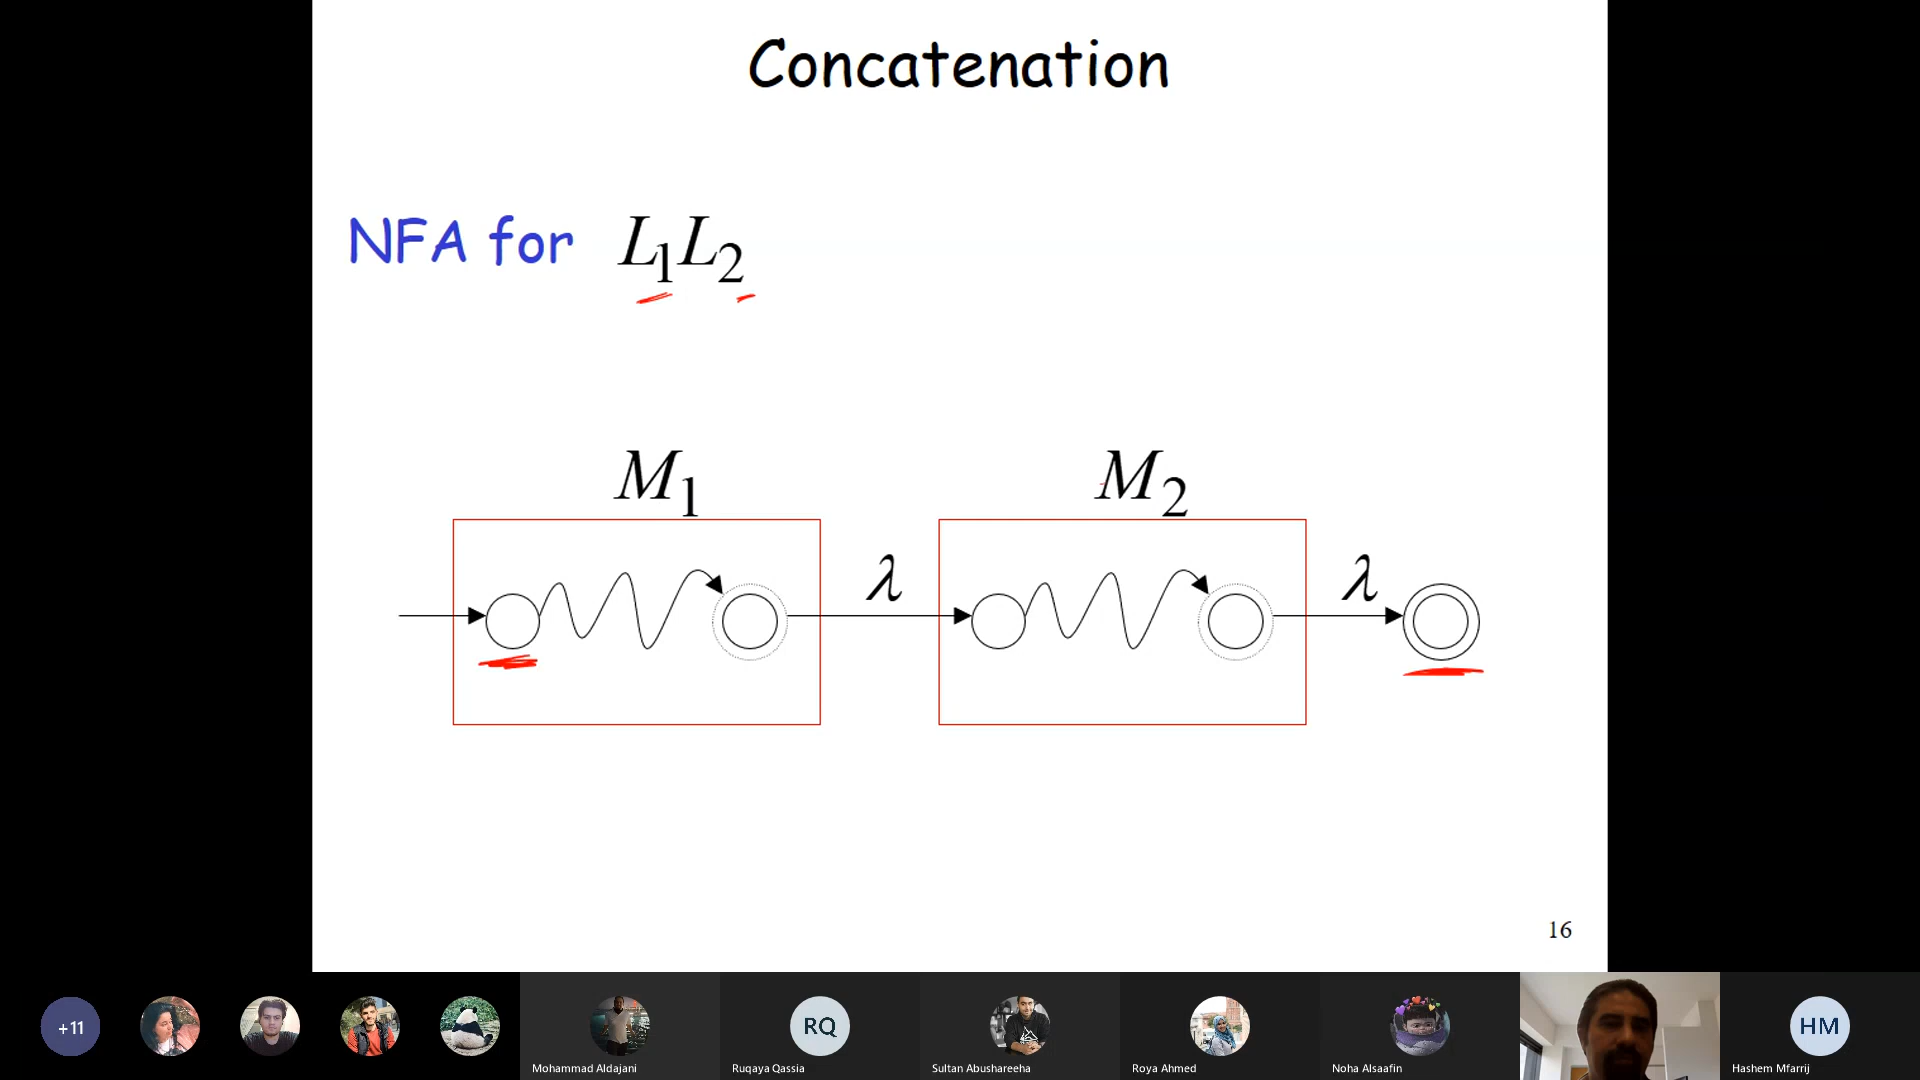 Concatenation
NFA for L₁L₂
M₁ M₂
λ λ
16
+11
Mohammad Aldajani
RQ
Ruqaya Qassia
Sultan Abushareeha
Roya Ahmed
Noha Alsaafin
HM
Hashem Mfarrij